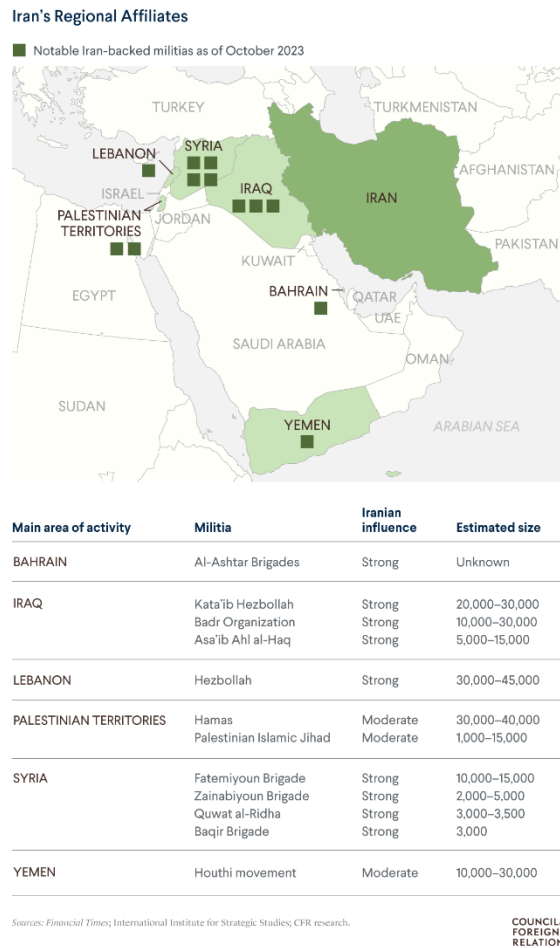 Iran's Regional Affiliates
Notable Iran-backed militias as of October 2023
TURKEY
TURKMENISTAN
SYRIA
LEBANON
AFGHANISTAN
IRAQ
ISRAEL
IRAN
PALESTINIAN
TERRITORIES
JORDAN
PAKISTAN
KUWAIT
BAHRAIN
EGYPT
QATAR
UAE
SAUDI ARABIA
OMAN
SUDAN
YEMEN
ARABIAN SEA
Main area of activity Militia Iranian influence Estimated size
BAHRAIN Al-Ashtar Brigades Strong Unknown
IRAQ Kata'ib Hezbollah Strong 20,000–30,000
Badr Organization Strong 10,000–30,000
Asa'ib Ahl al-Haq Strong 5,000–15,000
LEBANON Hezbollah Strong 30,000–45,000
PALESTINIAN TERRITORIES Hamas Moderate 30,000–40,000
Palestinian Islamic Jihad Moderate 1,000–15,000
SYRIA Fatemiyoun Brigade Strong 10,000–15,000
Zainabiyoun Brigade Strong 2,000–5,000
Quwat al-Ridha Strong 3,000–3,500
Baqir Brigade Strong 3,000
YEMEN Houthi movement Moderate 10,000–30,000
Sources: Financial Times; International Institute for Strategic Studies; CFR research.
COUNCIL
FOREIGN
RELATION